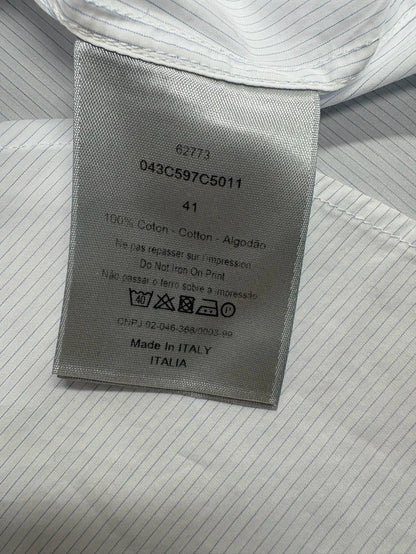 62773
043C597C5011
41
100% Coton - Cotton - Algodão
Ne pas repasser sur l'impression
Do Not Iron On Print
Não passar o ferro sobre a impressão
40 P
CNPJ 02-046-368/0003-99
Made In ITALY
ITALIA